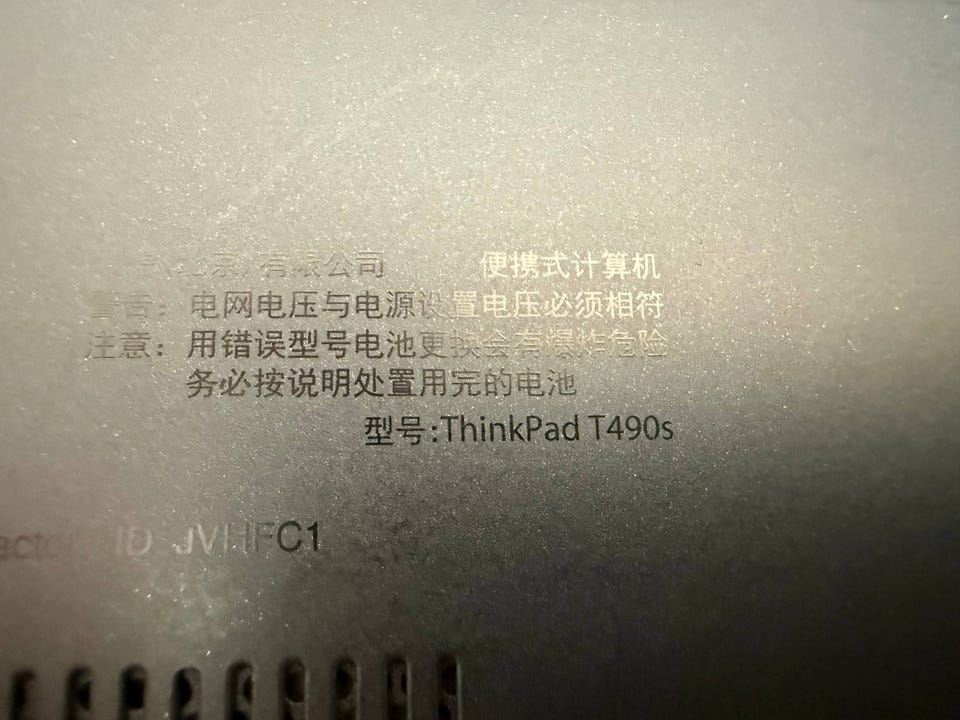 (北京)有限公司 便携式计算机
警告：电网电压与电源设置电压必须相符
注意：用错误型号电池更换会有爆炸危险
务必按说明处置用完的电池
型号:ThinkPad T490s
ID JVHFC1